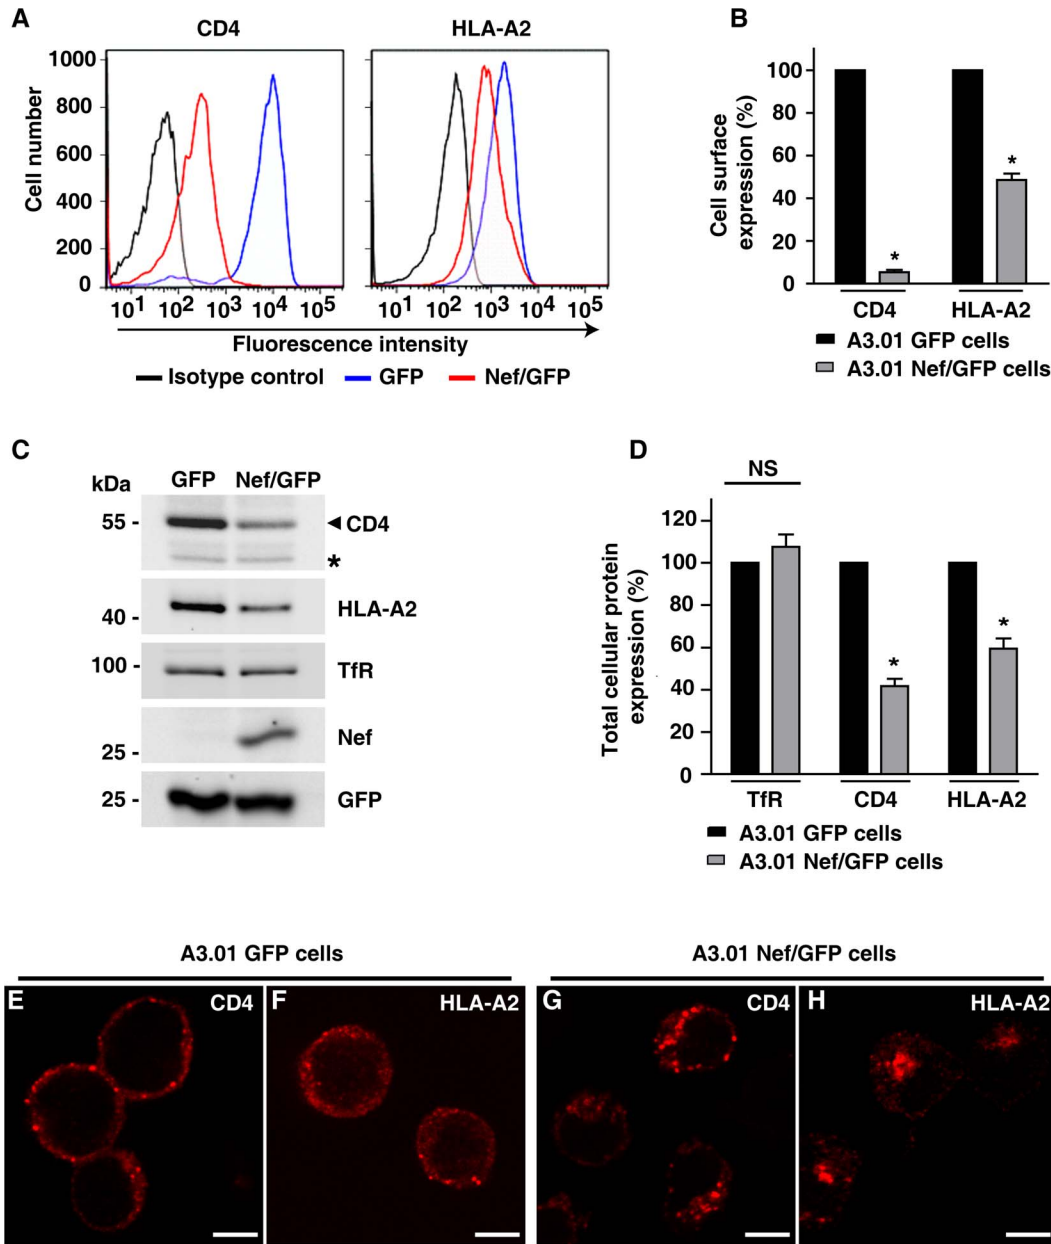 A
CD4
HLA-A2
Cell number
1000
800
600
400
200
0
10¹ 10² 10³ 10⁴ 10⁵
10¹ 10² 10³ 10⁴ 10⁵
Fluorescence intensity
Isotype control GFP Nef/GFP
B
Cell surface
expression (%)
100
80
60
40
20
0
*
*
CD4 HLA-A2
A3.01 GFP cells
A3.01 Nef/GFP cells
C
kDa GFP Nef/GFP
55 - CD4
*
HLA-A2
40 -
100 - TfR
Nef
25 -
25 - GFP
D
NS
Total cellular protein
expression (%)
120
100
80
60
40
20
0
*
*
TfR CD4 HLA-A2
A3.01 GFP cells
A3.01 Nef/GFP cells
A3.01 GFP cells
A3.01 Nef/GFP cells
E CD4
F HLA-A2
G CD4
H HLA-A2